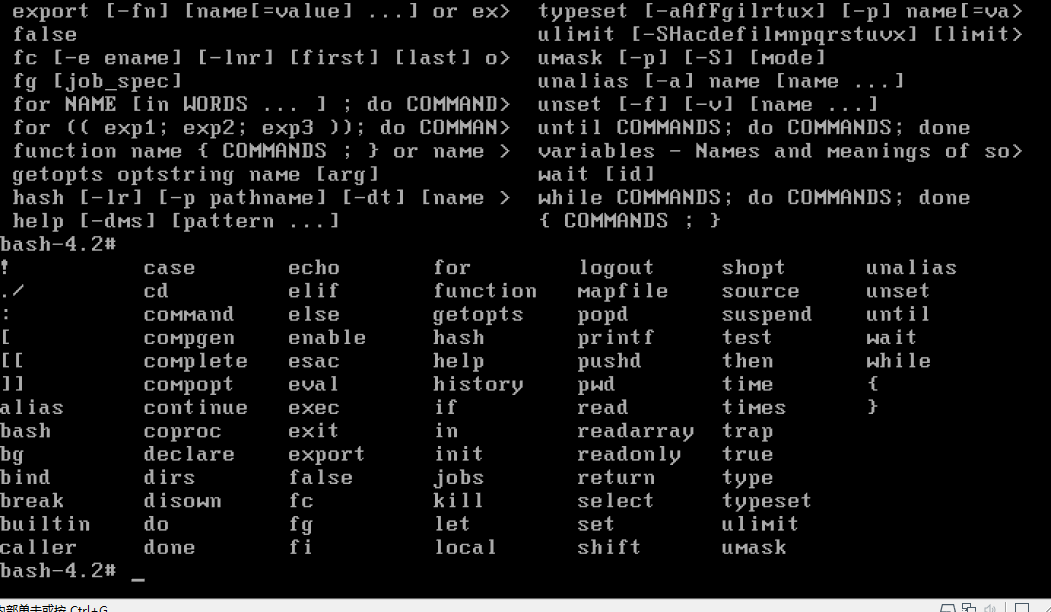 export [-fn] [name[=value] ...] or ex>  typeset [-aAfFgilrtux] [-p] name[=va>
false  ulimit [-SHacdefilmnpqrstuvx] [limit>
fc [-e ename] [-lnr] [first] [last] o>  umask [-p] [-S] [mode]
fg [job_spec]  unalias [-a] name [name ...]
for NAME [in WORDS ... ] ; do COMMAND>  unset [-f] [-v] [name ...]
for (( exp1; exp2; exp3 )); do COMMAN>  until COMMANDS; do COMMANDS; done
function name { COMMANDS ; } or name >  variables - Names and meanings of so>
getopts optstring name [arg]  wait [id]
hash [-lr] [-p pathname] [-dt] [name >  while COMMANDS; do COMMANDS; done
help [-dms] [pattern ...]  { COMMANDS ; }
bash-4.2#
!  case  echo  for  logout  shopt  unalias
./  cd  elif  function  mapfile  source  unset
:  command  else  getopts  popd  suspend  until
[  compgen  enable  hash  printf  test  wait
[[  complete  esac  help  pushd  then  while
]]  compopt  eval  history  pwd  time  {
alias  continue  exec  if  read  times  }
bash  coproc  exit  in  readarray  trap
bg  declare  export  init  readonly  true
bind  dirs  false  jobs  return  type
break  disown  fc  kill  select  typeset
builtin  do  fg  let  set  ulimit
caller  done  fi  local  shift  umask
bash-4.2# _
内部单击或按 Ctrl+G